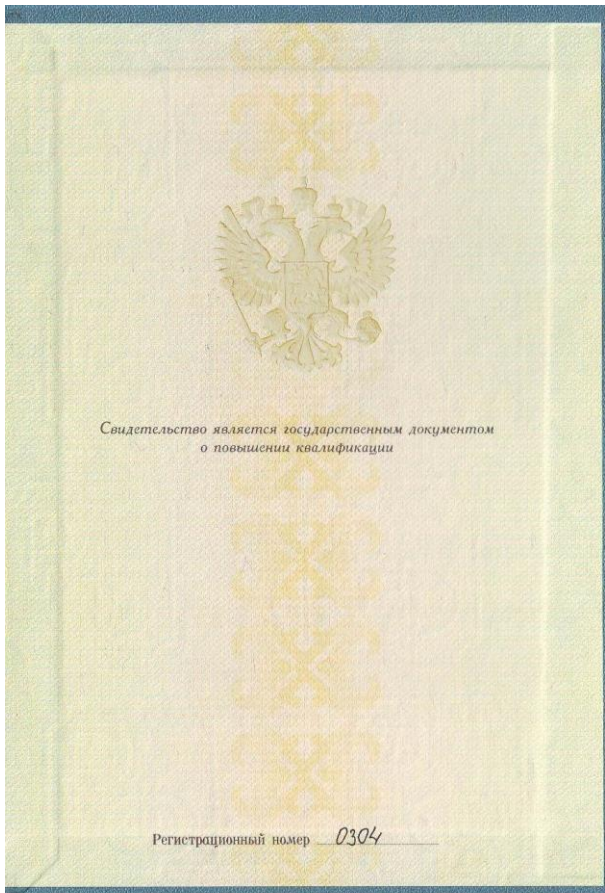 Свидетельство является государственным документом
о повышении квалификации
Регистрационный номер 0304